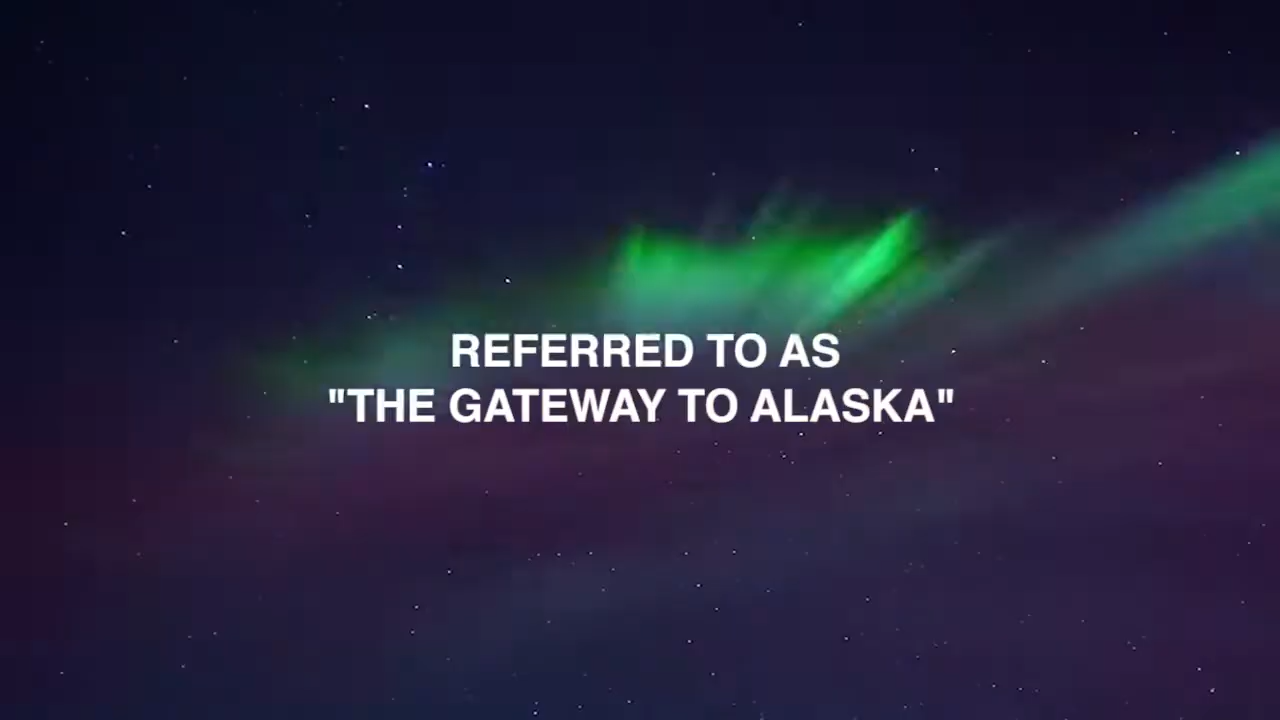 REFERRED TO AS
"THE GATEWAY TO ALASKA"